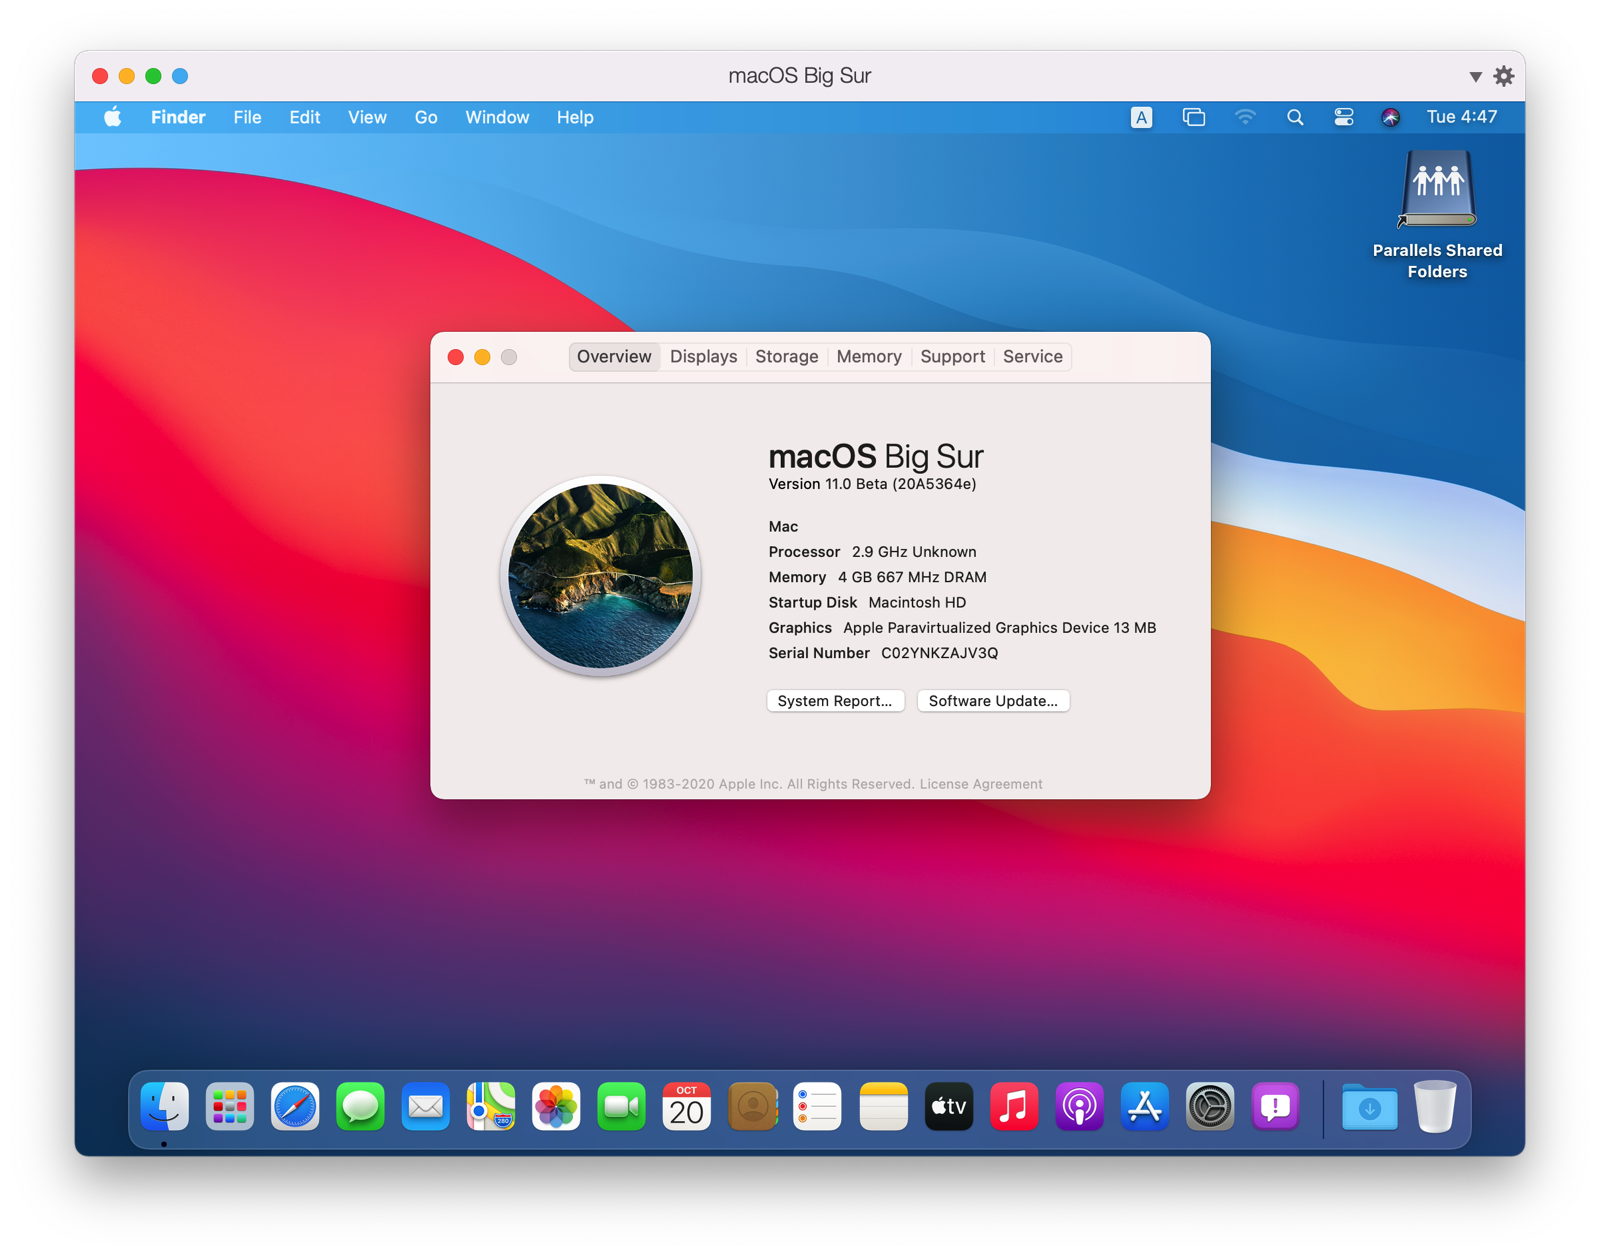 macOS Big Sur
Finder File Edit View Go Window Help A Tue 4:47
Parallels Shared
Folders
Overview Displays Storage Memory Support Service
macOS Big Sur
Version 11.0 Beta (20A5364e)
Mac
Processor 2.9 GHz Unknown
Memory 4 GB 667 MHz DRAM
Startup Disk Macintosh HD
Graphics Apple Paravirtualized Graphics Device 13 MB
Serial Number C02YNKZAJV3Q
System Report... Software Update...
™ and © 1983-2020 Apple Inc. All Rights Reserved. License Agreement
280
OCT
20
tv